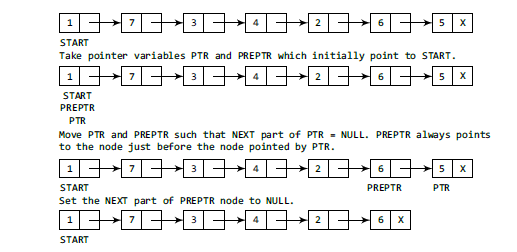 1 7 3 4 2 6 5 X
START
Take pointer variables PTR and PREPTR which initially point to START.
1 7 3 4 2 6 5 X
START
PREPTR
PTR
Move PTR and PREPTR such that NEXT part of PTR = NULL. PREPTR always points
to the node just before the node pointed by PTR.
1 7 3 4 2 6 5 X
START PREPTR PTR
Set the NEXT part of PREPTR node to NULL.
1 7 3 4 2 6 X
START